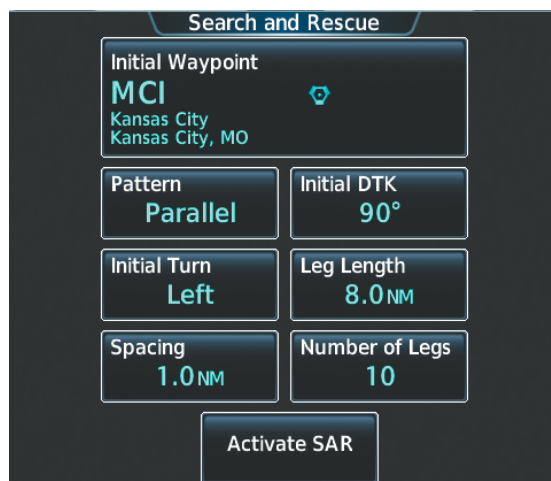 Search and Rescue
Initial Waypoint
MCI
Kansas City
Kansas City, MO
Pattern
Parallel
Initial DTK
90°
Initial Turn
Left
Leg Length
8.0NM
Spacing
1.0NM
Number of Legs
10
Activate SAR